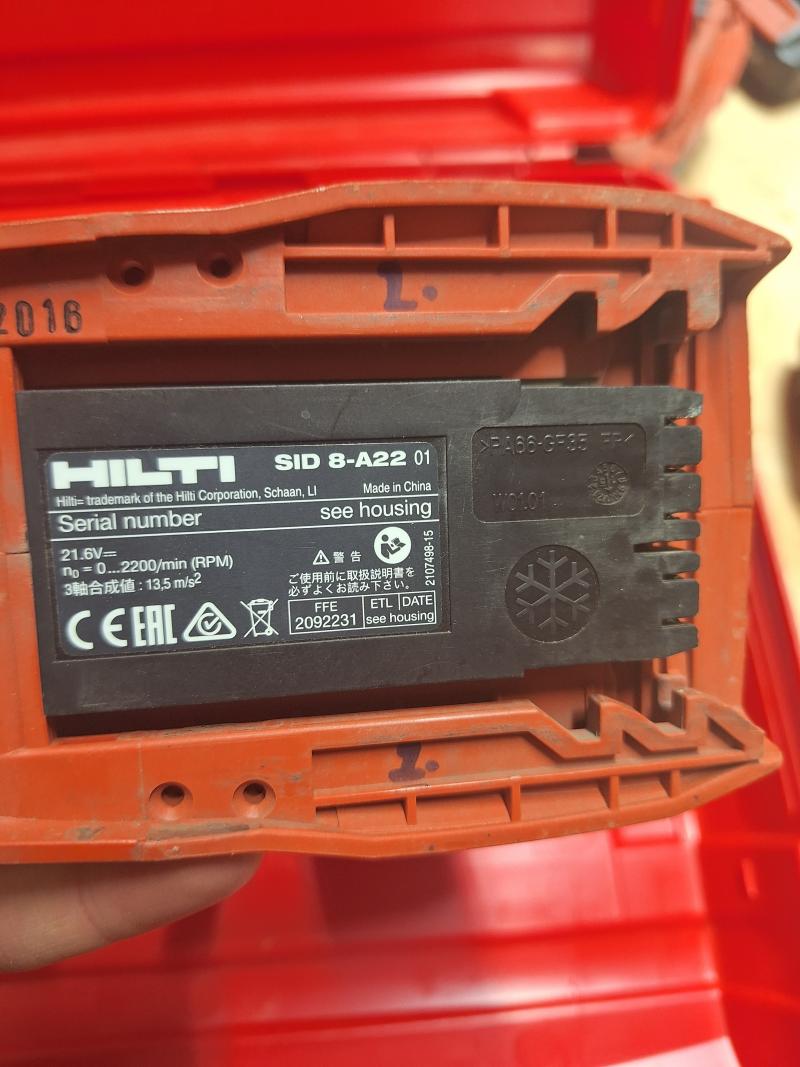 2016
1.
HILTI SID 8-A22 01
Hilti= trademark of the Hilti Corporation, Schaan, LI Made in China
Serial number see housing
21.6V⎓
n₀ = 0...2200/min (RPM)
3軸合成値 : 13,5 m/s²
警告
ご使用前に取扱説明書を
必ずよくお読み下さい。
2107498-15
CE EAC
FFE ETL DATE
2092231 see housing
>PA66-GF35 FR<
W0101
1.